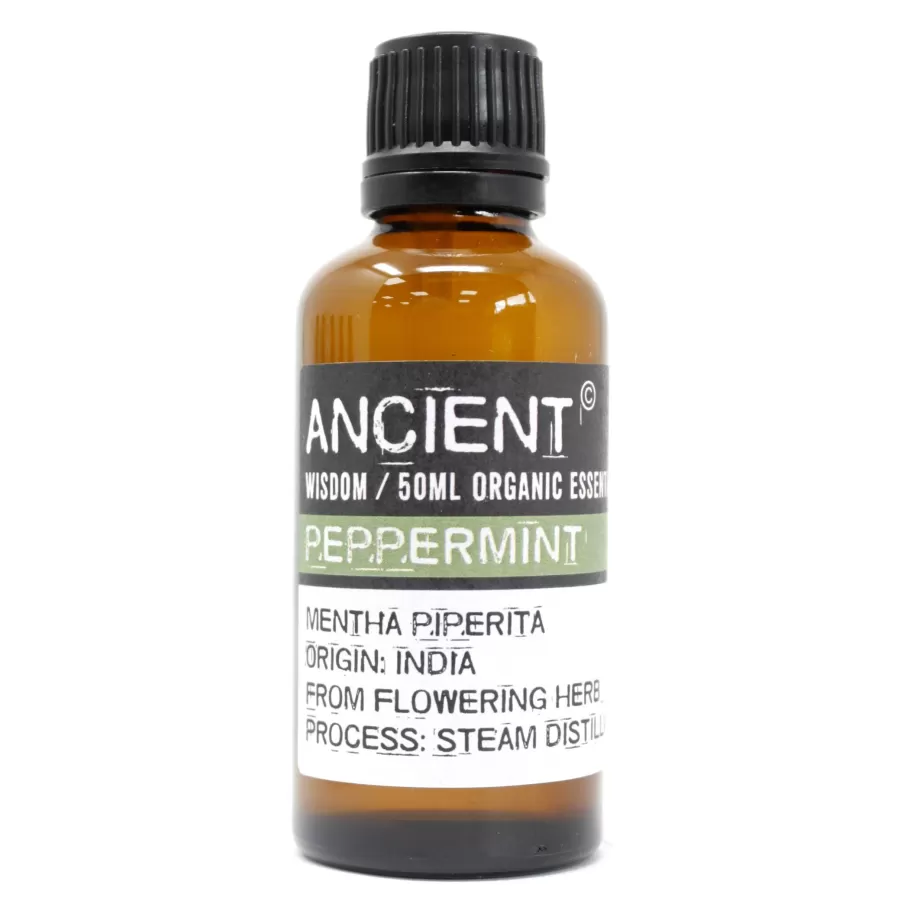 ANCIENT©
WISDOM / 50ML ORGANIC ESSENT
PEPPERMINT
MENTHA PIPERITA
ORIGIN: INDIA
FROM FLOWERING HERB
PROCESS: STEAM DISTILL